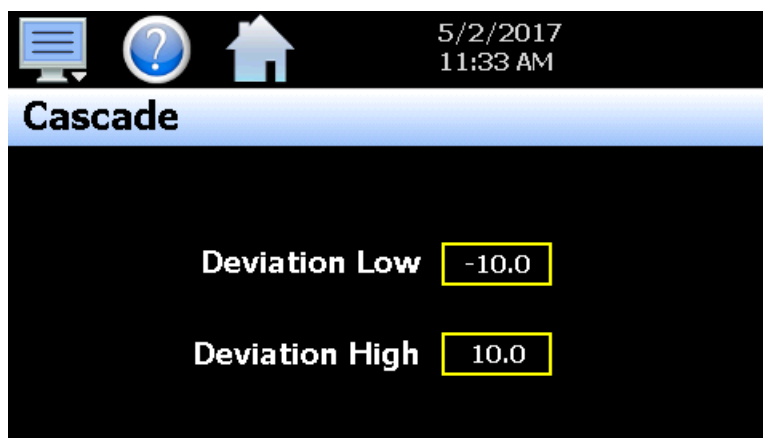 ?
5/2/2017
11:33 AM
Cascade
Deviation Low -10.0
Deviation High 10.0